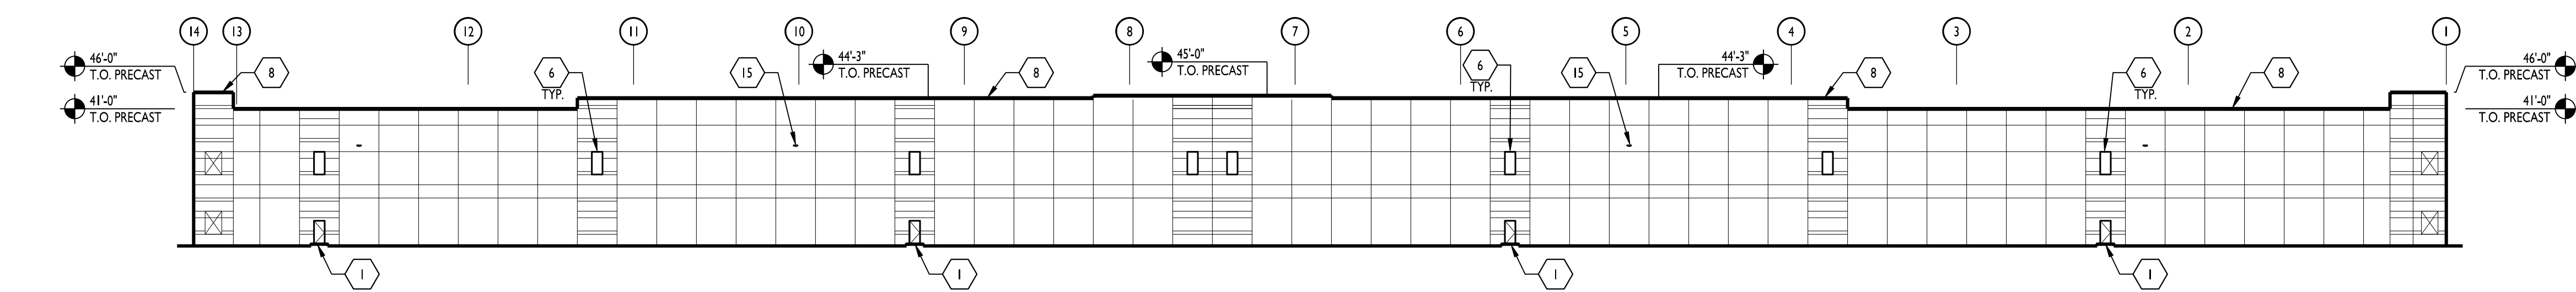 14 13 12 11 10 9 8 7 6 5 4 3 2 1
46'-0"
T.O. PRECAST
41'-0"
T.O. PRECAST
8
6
TYP.
15
44'-3"
T.O. PRECAST
8
45'-0"
T.O. PRECAST
6
TYP.
15
44'-3"
T.O. PRECAST
8
6
TYP.
8
46'-0"
T.O. PRECAST
41'-0"
T.O. PRECAST
1 1 1 1